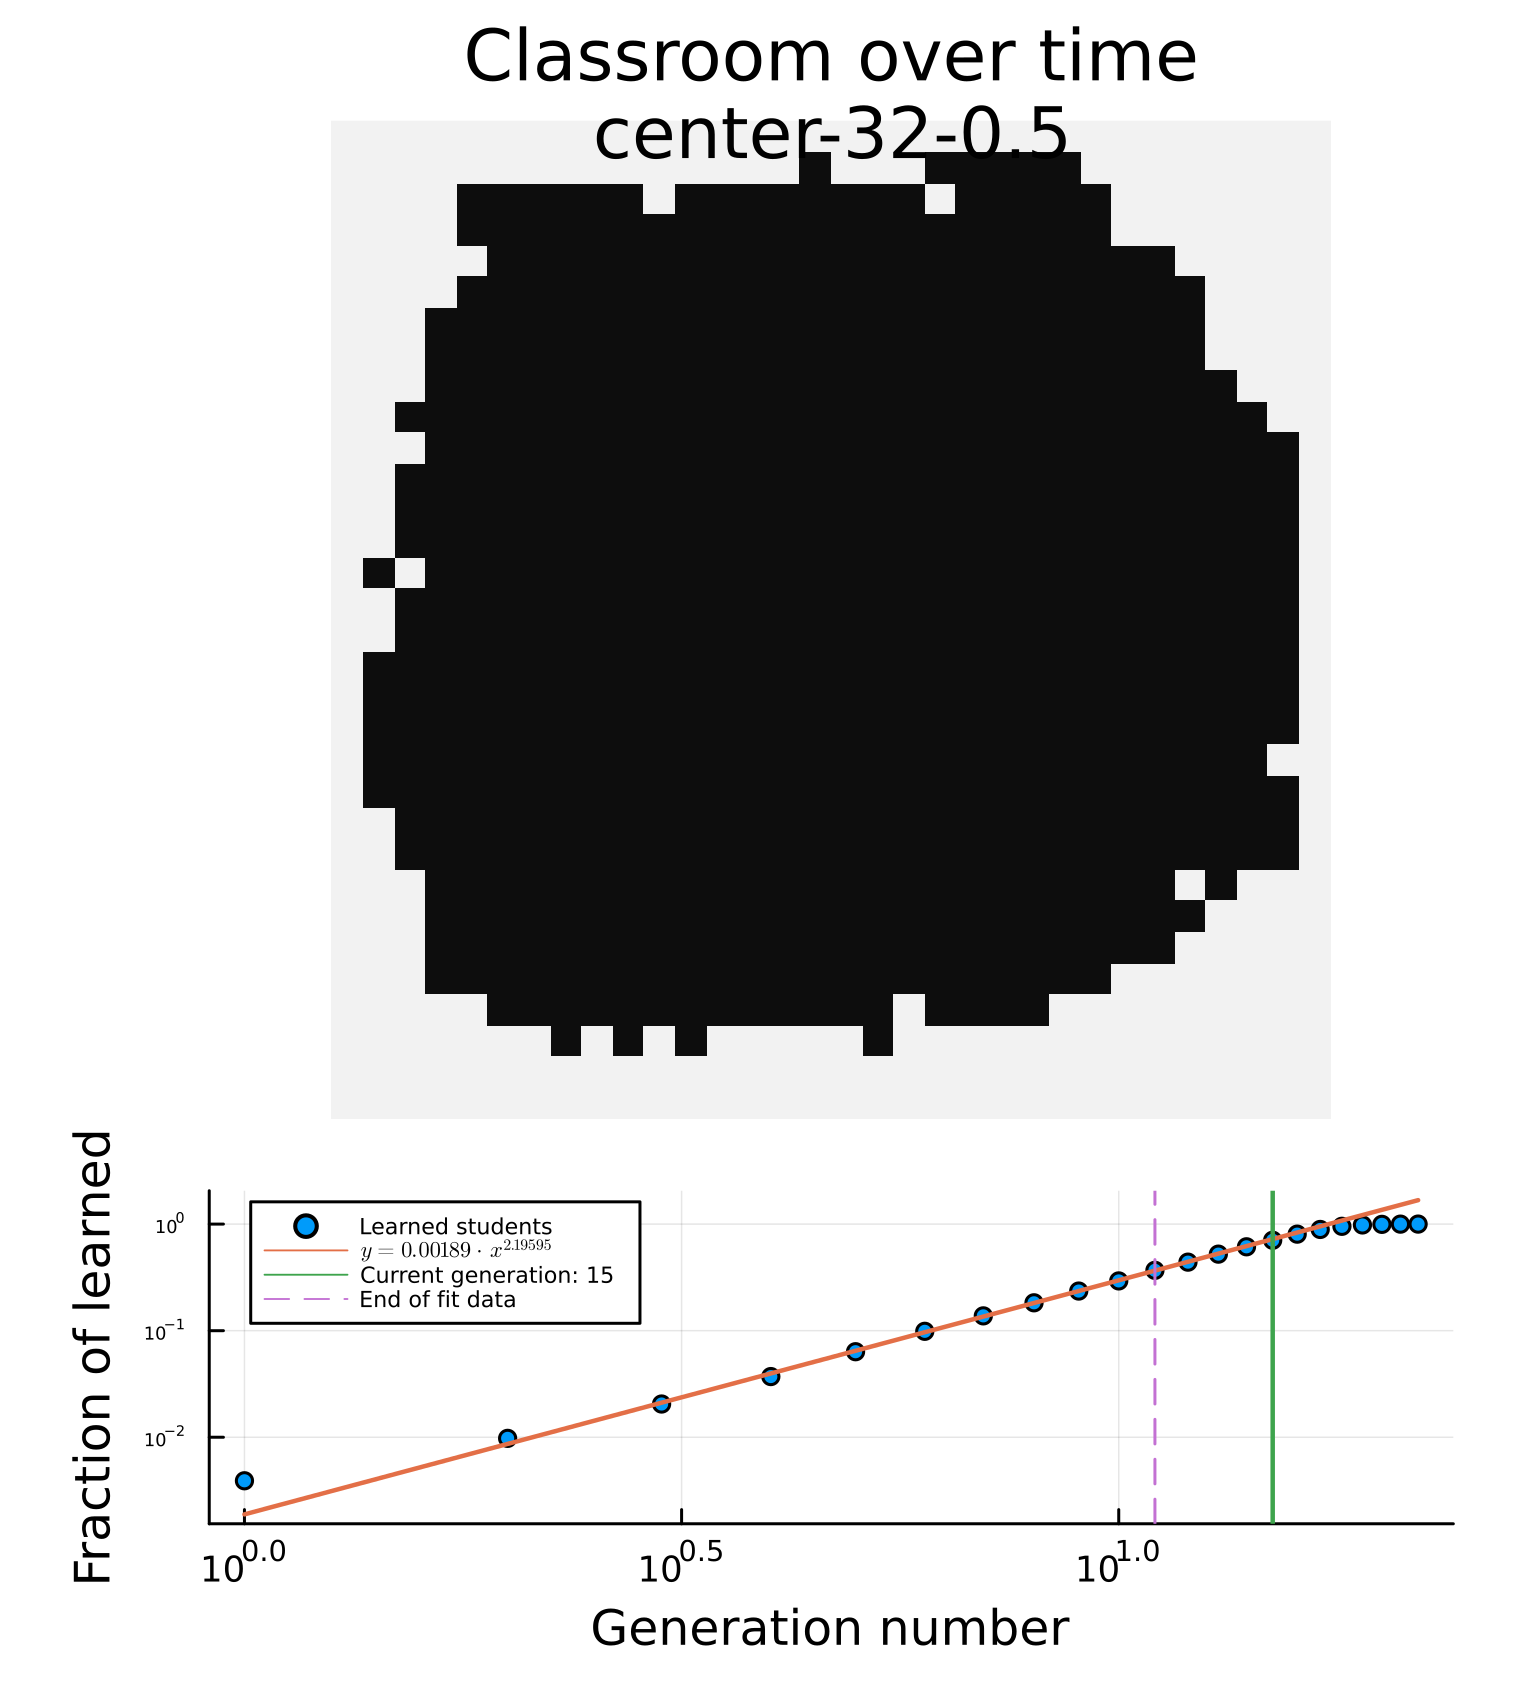 Classroom over time
center-32-0.5
Fraction of learned
10⁰
10⁻¹
10⁻²
Learned students
y = 0.00189 · x^2.19595
Current generation: 15
End of fit data
10^0.0 10^0.5 10^1.0
Generation number